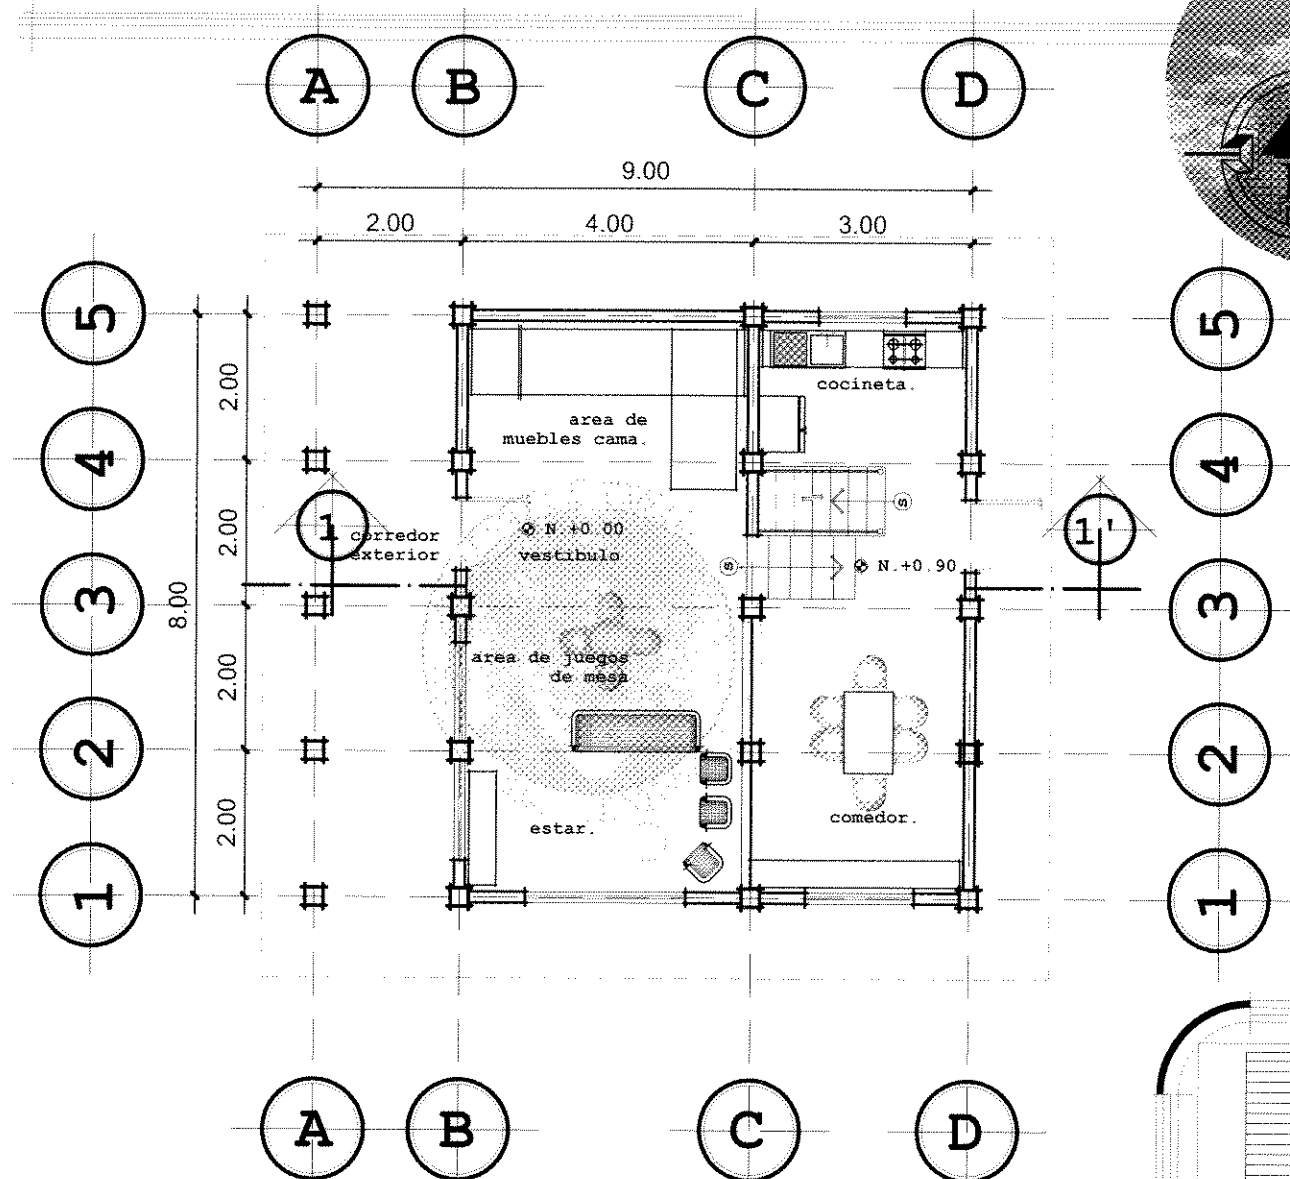 A B C D
9.00
2.00 4.00 3.00
5 5
2.00
cocineta.
area de
muebles cama.
4 4
1 1'
s
2.00
corredor
exterior
N.+0.00
vestibulo
s
N.+0.90
3 3
8.00
2.00
area de juegos
de mesa
2 2
2.00
estar.
comedor.
1 1
A B C D